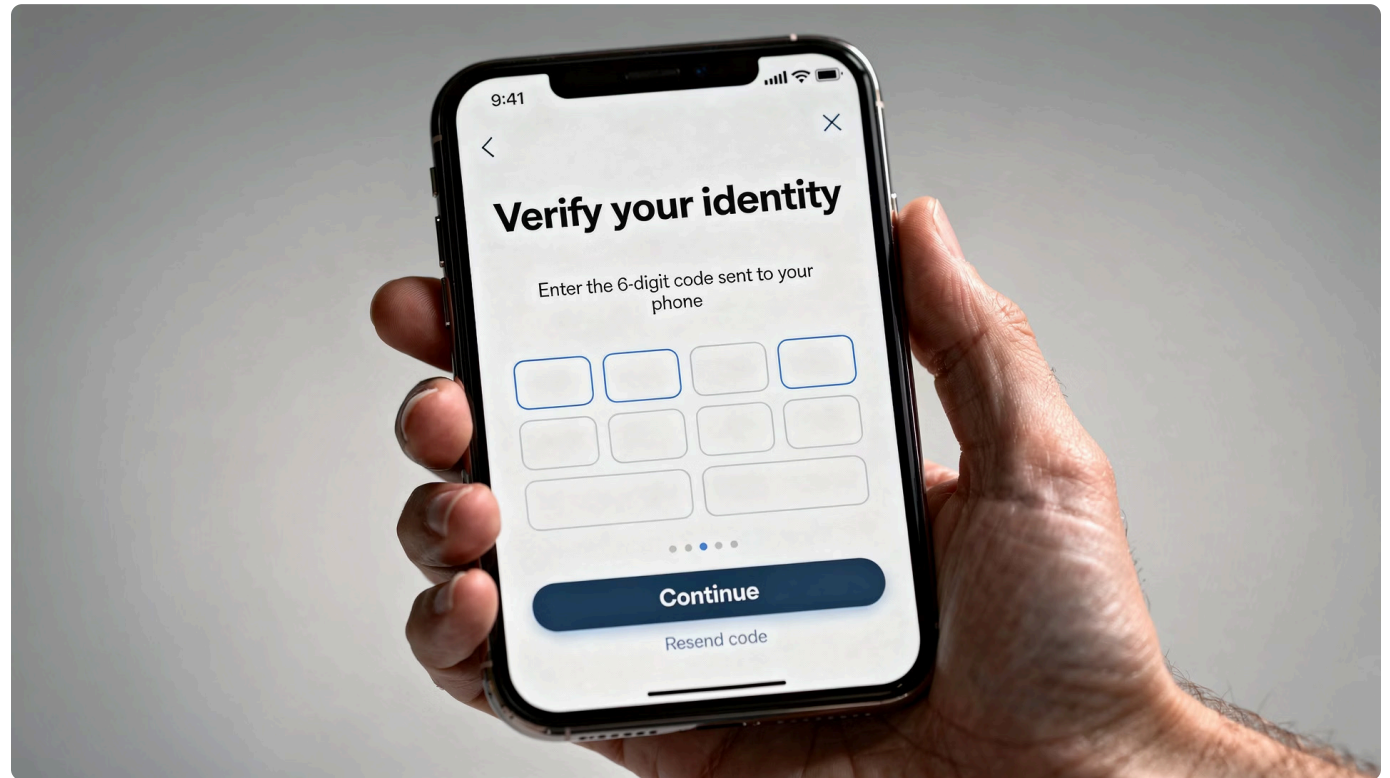 9:41
Verify your identity
Enter the 6-digit code sent to your
phone
Continue
Resend code